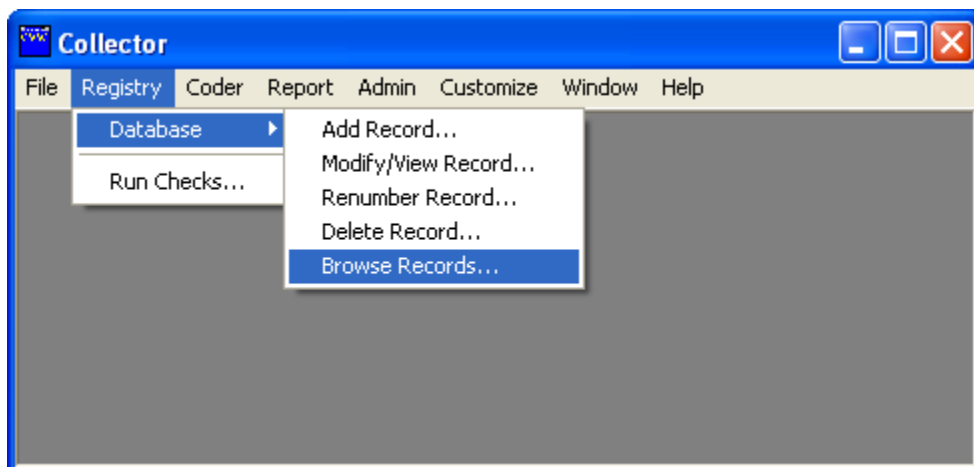 Collector
File Registry Coder Report Admin Customize Window Help
Database
Run Checks...
Add Record...
Modify/View Record...
Renumber Record...
Delete Record...
Browse Records...